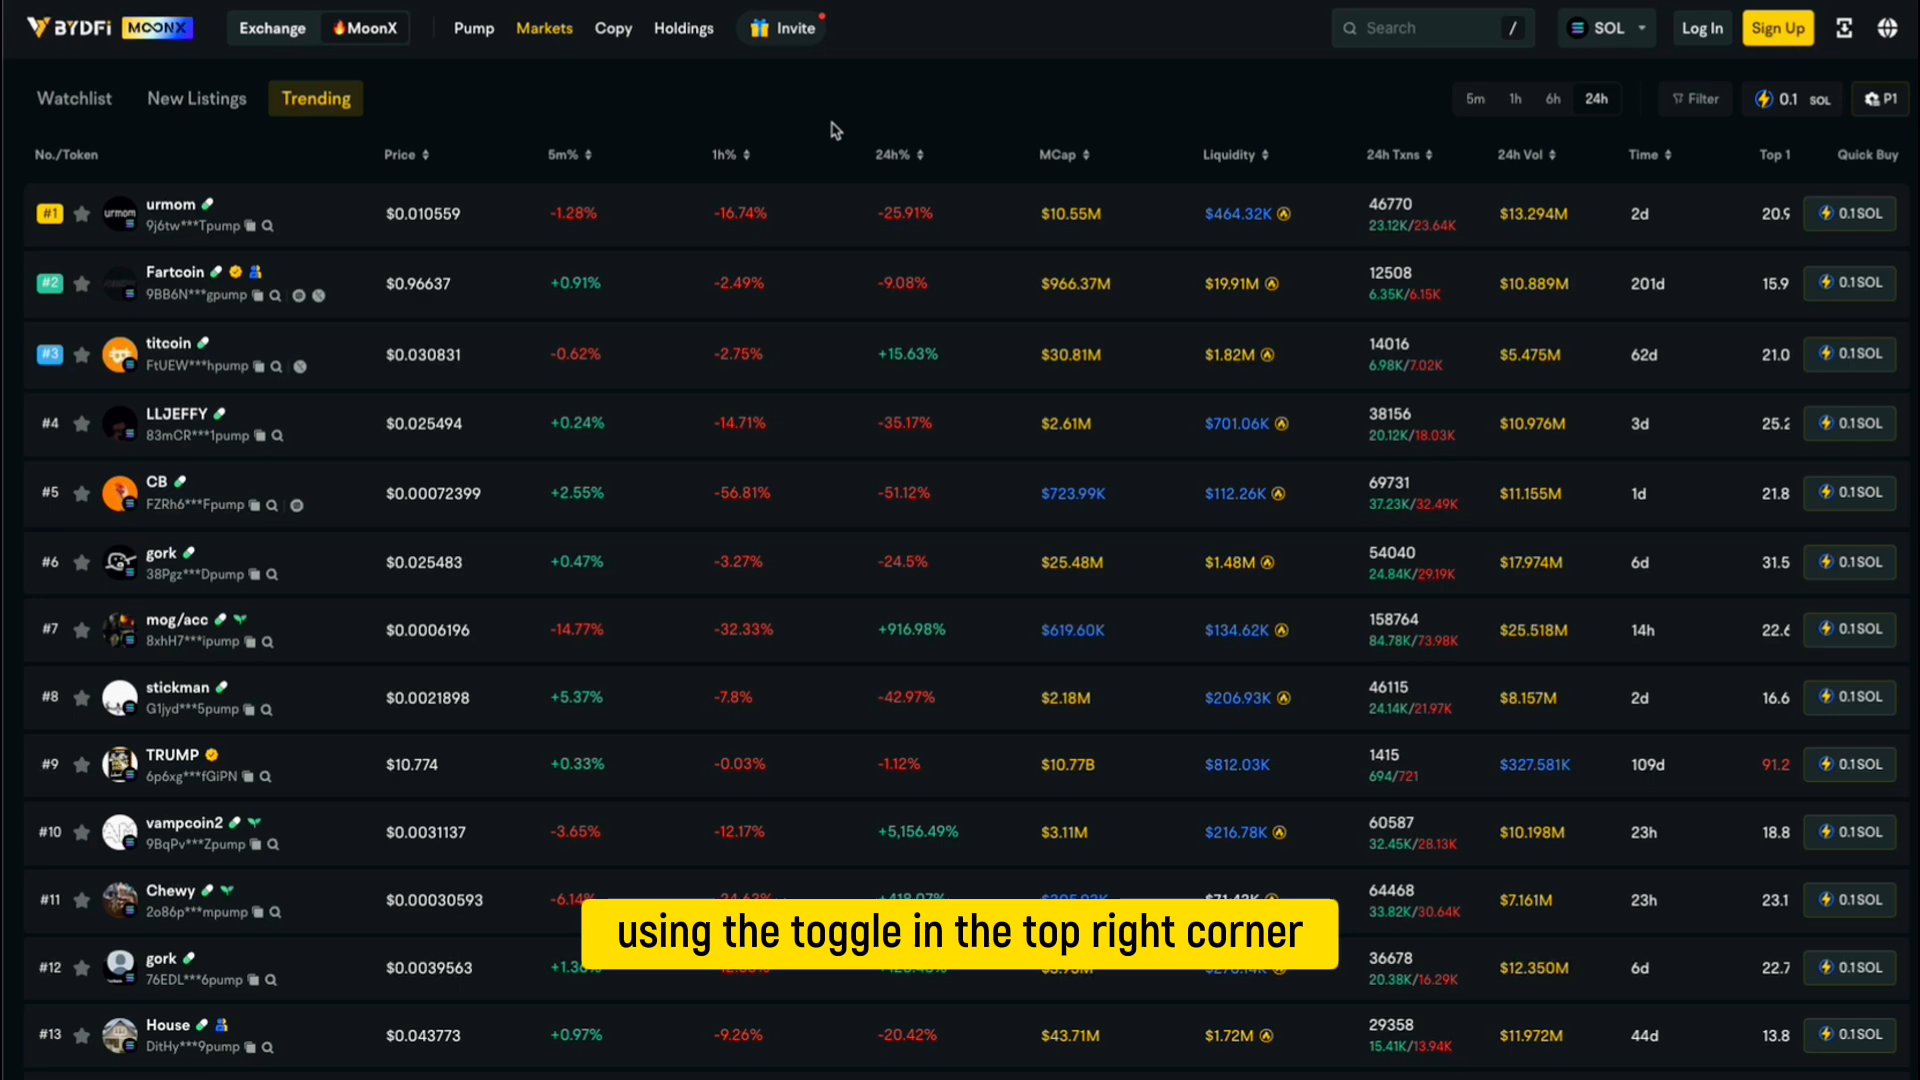 BYDFi MOONX Exchange MoonX Pump Markets Copy Holdings Invite Search / SOL Log In Sign Up
Watchlist New Listings Trending 5m 1h 6h 24h Filter 0.1 SOL P1
No./Token Price 5m% 1h% 24h% MCap Liquidity 24h Txns 24h Vol Time Top 1 Quick Buy
#1 urmom urmom $0.010559 -1.28% -16.74% -25.91% $10.55M $464.32K 46770 $13.294M 2d 20.9 0.1SOL
9j6tw***Tpump 23.12K/23.64K
#2 Fartcoin $0.96637 +0.91% -2.49% -9.08% $966.37M $19.91M 12508 $10.889M 201d 15.9 0.1SOL
9BB6N***gpump 6.35K/6.15K
#3 titcoin $0.030831 -0.62% -2.75% +15.63% $30.81M $1.82M 14016 $5.475M 62d 21.0 0.1SOL
FtUEW***hpump 6.98K/7.02K
#4 LLJEFFY $0.025494 +0.24% -14.71% -35.17% $2.61M $701.06K 38156 $10.976M 3d 25.2 0.1SOL
83mCR***1pump 20.12K/18.03K
#5 CB $0.00072399 +2.55% -56.81% -51.12% $723.99K $112.26K 69731 $11.155M 1d 21.8 0.1SOL
FZRh6***Fpump 37.23K/32.49K
#6 gork $0.025483 +0.47% -3.27% -24.5% $25.48M $1.48M 54040 $17.974M 6d 31.5 0.1SOL
38Pgz***Dpump 24.84K/29.19K
#7 mog/acc $0.0006196 -14.77% -32.33% +916.98% $619.60K $134.62K 158764 $25.518M 14h 22.6 0.1SOL
8xhH7***ipump 84.78K/73.98K
#8 stickman $0.0021898 +5.37% -7.8% -42.97% $2.18M $206.93K 46115 $8.157M 2d 16.6 0.1SOL
G1jyd***5pump 24.14K/21.97K
#9 TRUMP $10.774 +0.33% -0.03% -1.12% $10.77B $812.03K 1415 $327.581K 109d 91.2 0.1SOL
6p6xg***fGiPN 694/721
#10 vampcoin2 $0.0031137 -3.65% -12.17% +5,156.49% $3.11M $216.78K 60587 $10.198M 23h 18.8 0.1SOL
9BqPv***Zpump 32.45K/28.13K
#11 Chewy $0.00030593 -6.14% 64468 $7.161M 23h 23.1 0.1SOL
2o86p***mpump 33.82K/30.64K
using the toggle in the top right corner
#12 gork $0.0039563 36678 $12.350M 6d 22.7 0.1SOL
76EDL***6pump 20.38K/16.29K
#13 House $0.043773 +0.97% -9.26% -20.42% $43.71M $1.72M 29358 $11.972M 44d 13.8 0.1SOL
DitHy***9pump 15.41K/13.94K